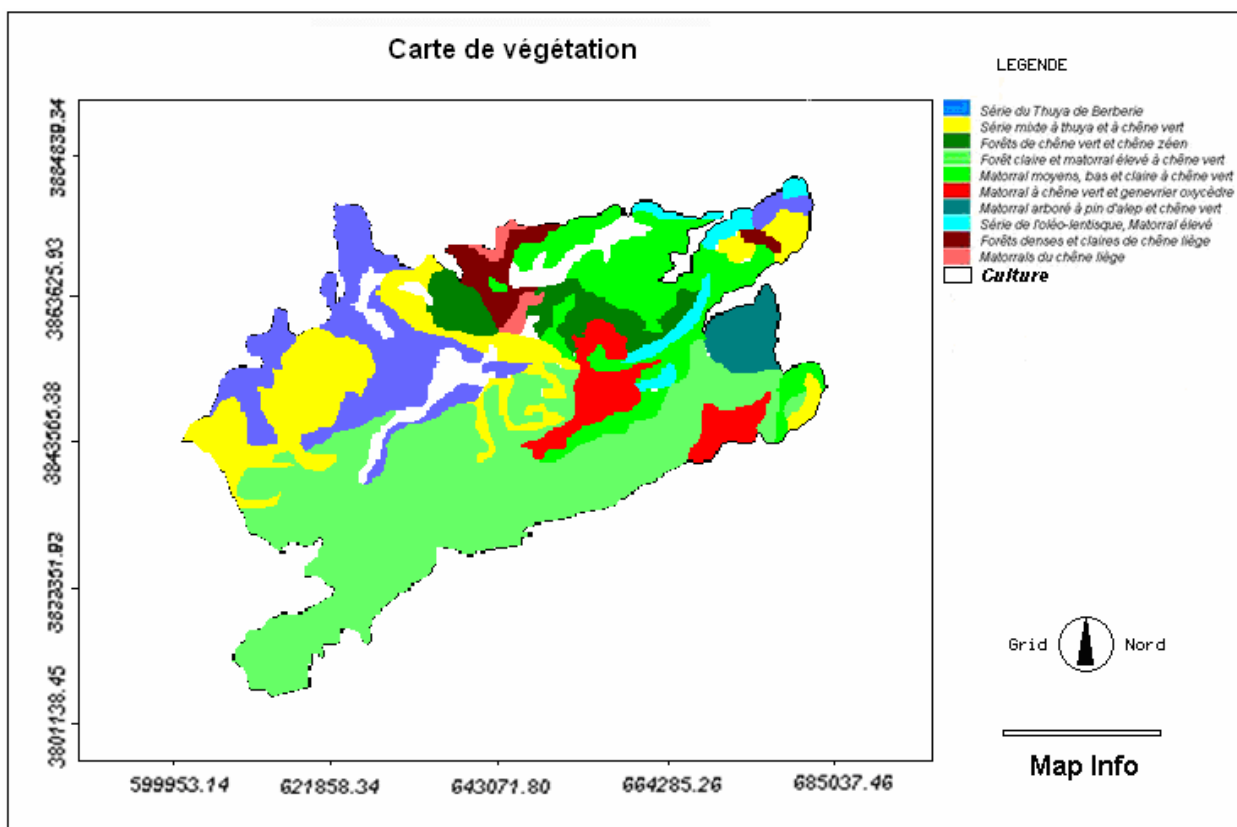 Carte de végétation
LEGENDE
Série du Thuya de Berberie
Série mixte à thuya et à chêne vert
Forêts de chêne vert et chêne zéen
Forêt claire et matorral élevé à chêne vert
Matorral moyens, bas et claire à chêne vert
Matorral à chêne vert et genevrier oxycèdre
Matorral arboré à pin d'alep et chêne vert
Série de l'oléo-lentisque, Matorral élevé
Forêts denses et claires de chêne liège
Matorrals du chêne liège
Culture
3884839.34
3863625.93
3843565.38
3801138.45
599953.14
621858.34
643071.80
664285.26
685037.46
Grid Nord
Map Info